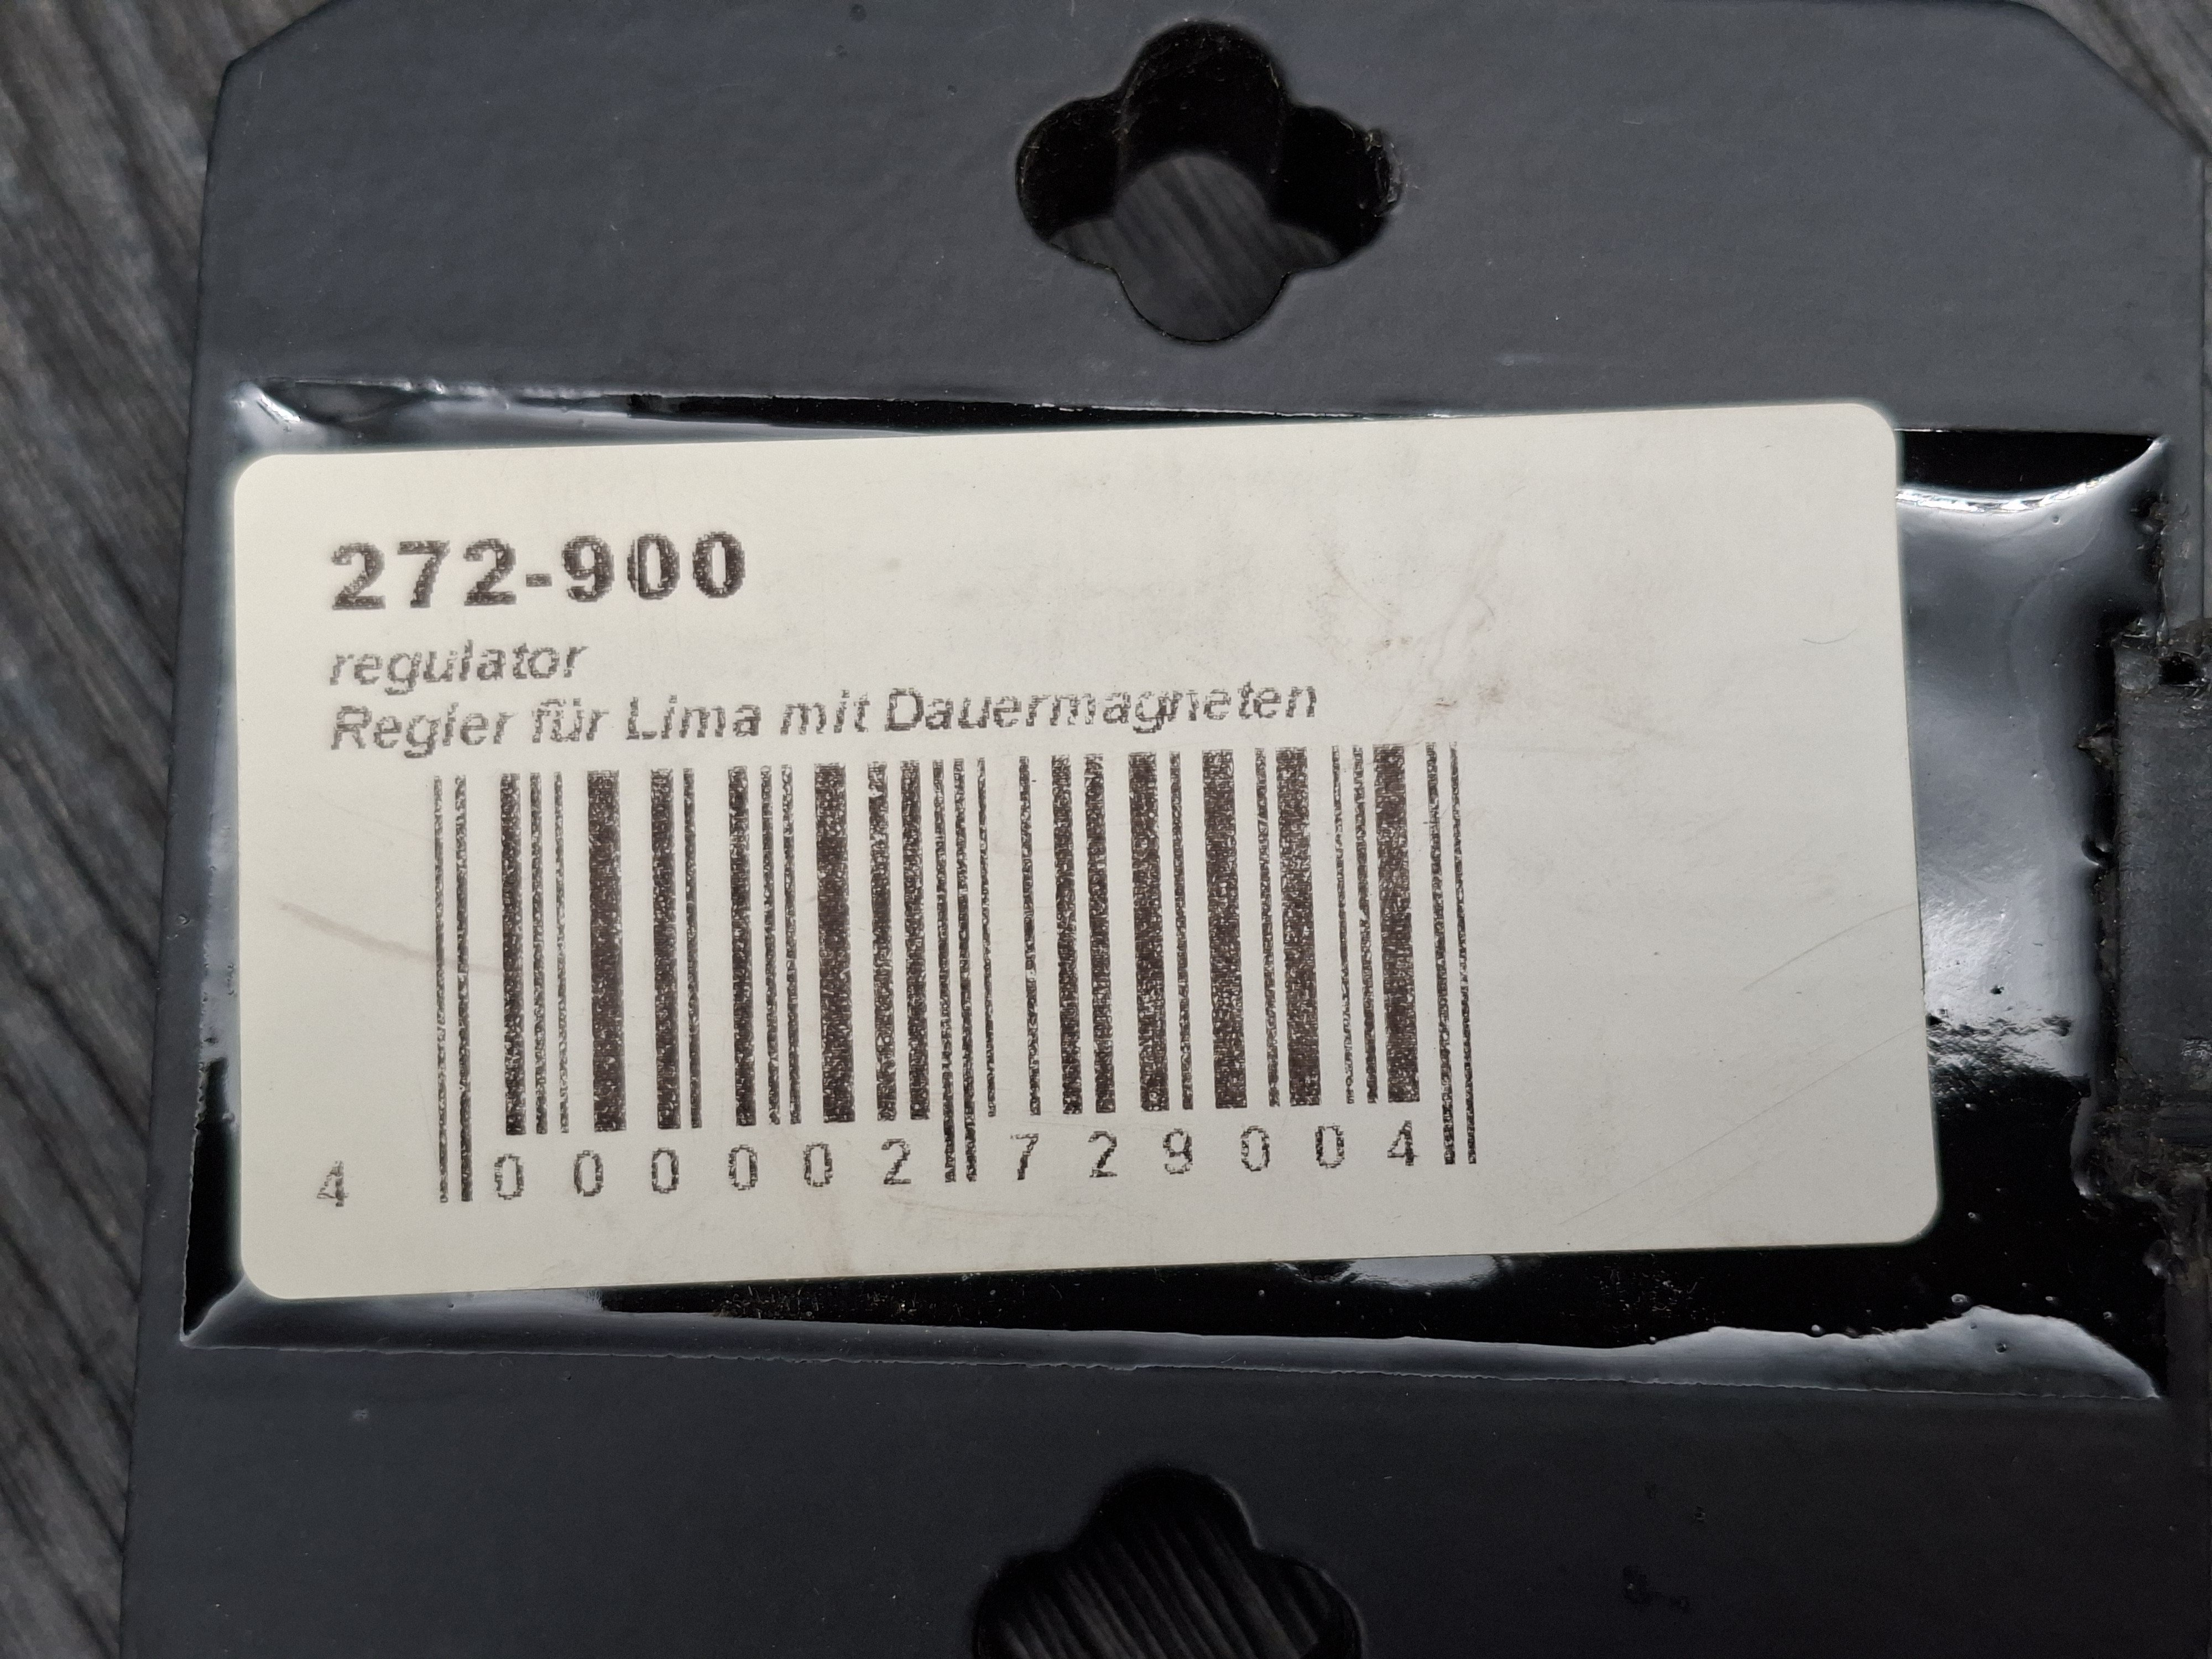 272-900
regulator
Regler für Lima mit Dauermagneten
4 000002 729004